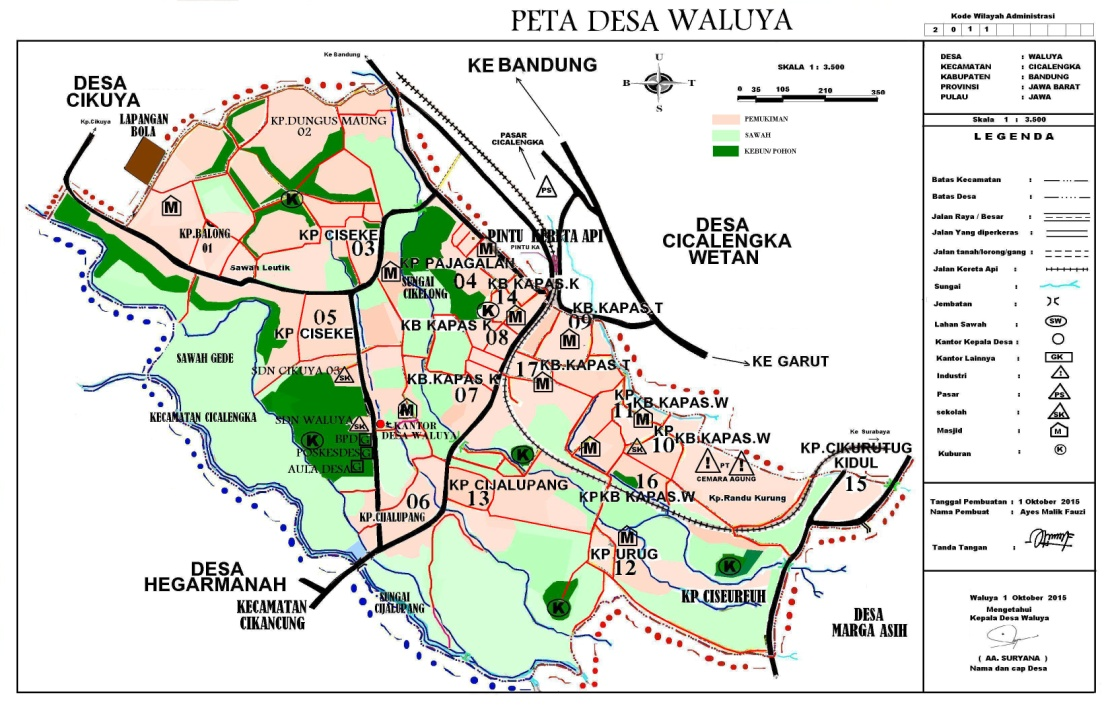 PETA DESA WALUYA
Kode Wilayah Administrasi
2 0 1 1
DESA : WALUYA
KECAMATAN : CICALENGKA
KABUPATEN : BANDUNG
PROVINSI : JAWA BARAT
PULAU : JAWA
Skala 1 : 3.500
LEGENDA
Batas Kecamatan :
Batas Desa :
Jalan Raya / Besar :
Jalan Yang diperkeras :
Jalan tanah/lorong/gang :
Jalan Kereta Api :
Sungai :
Jembatan :
Lahan Sawah : SW
Kantor Kepala Desa :
Kantor Lainnya : GK
Industri : !
Pasar : PS
sekolah : SK
Masjid : M
Kuburan : K
Tanggal Pembuatan : 1 Oktober 2015
Nama Pembuat : Ayes Malik Fauzi
Tanda Tangan :
Waluya 1 Oktober 2015
Mengetahui
Kepala Desa Waluya
( AA. SURYANA )
Nama dan cap Desa
Ke Bandung
KE BANDUNG
U
B T
S
SKALA 1 : 3.500
0 35 105 210 350
PEMUKIMAN
SAWAH
KEBUN/ POHON
DESA
CIKUYA
Kp.Cikuya
LAPANGAN
BOLA
KP.DUNGUS MAUNG
02
PASAR
CICALENGKA
PS
K
M
KP.BALONG
01
KP CISEKE
03
PINTU KERETA API
PINTU KA
DESA
CICALENGKA
WETAN
Sawah Leutik
M
M
KP PAJAGALAN
04
SUNGAI
CIKELONG
KB KAPAS.K
14
K
M
KB KAPAS K
08
KB.KAPAS.T
09
M
05
KP CISEKE
SAWAH GEDE
KE GARUT
SDN CIKUYA 03
SK
KB.KAPAS K
07
17
KB.KAPAS T
M
KECAMATAN CICALENGKA
SDN WALUYA
SK
M
KANTOR
DESA WALUYA
K
BPD G
POSKESDES G
AULA DESA G
KP
11
KB KAPAS.W
M
KP
10
KB.KAPAS.W
SK
M
K
! PT !
CEMARA AGUNG
Ke Surabaya
KP.CIKURUTUG
KIDUL
15
KP CIJALUPANG
13
16
KPKB KAPAS.W
Kp.Randu Kurung
06
KP.CIJALUPANG
M
KP URUG
12
K
KP CISEUREUH
K
DESA
HEGARMANAH
KECAMATAN
CIKANCUNG
SUNGAI
CIJALUPANG
DESA
MARGA ASIH